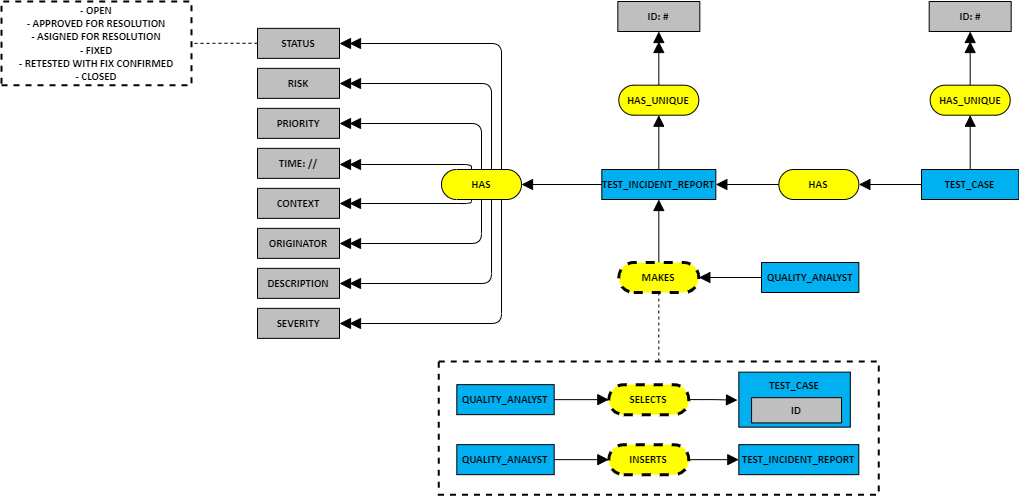 - OPEN
- APPROVED FOR RESOLUTION
- ASIGNED FOR RESOLUTION
- FIXED
- RETESTED WITH FIX CONFIRMED
- CLOSED
STATUS
RISK
PRIORITY
TIME: //
CONTEXT
ORIGINATOR
DESCRIPTION
SEVERITY
HAS
ID: #
HAS_UNIQUE
TEST_INCIDENT_REPORT
HAS
ID: #
HAS_UNIQUE
TEST_CASE
MAKES
QUALITY_ANALYST
QUALITY_ANALYST
SELECTS
TEST_CASE
ID
QUALITY_ANALYST
INSERTS
TEST_INCIDENT_REPORT